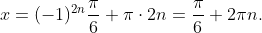 x = (-1)^{2n}\frac{\pi}{6} + \pi \cdot 2n = \frac{\pi}{6} + 2\pi n.